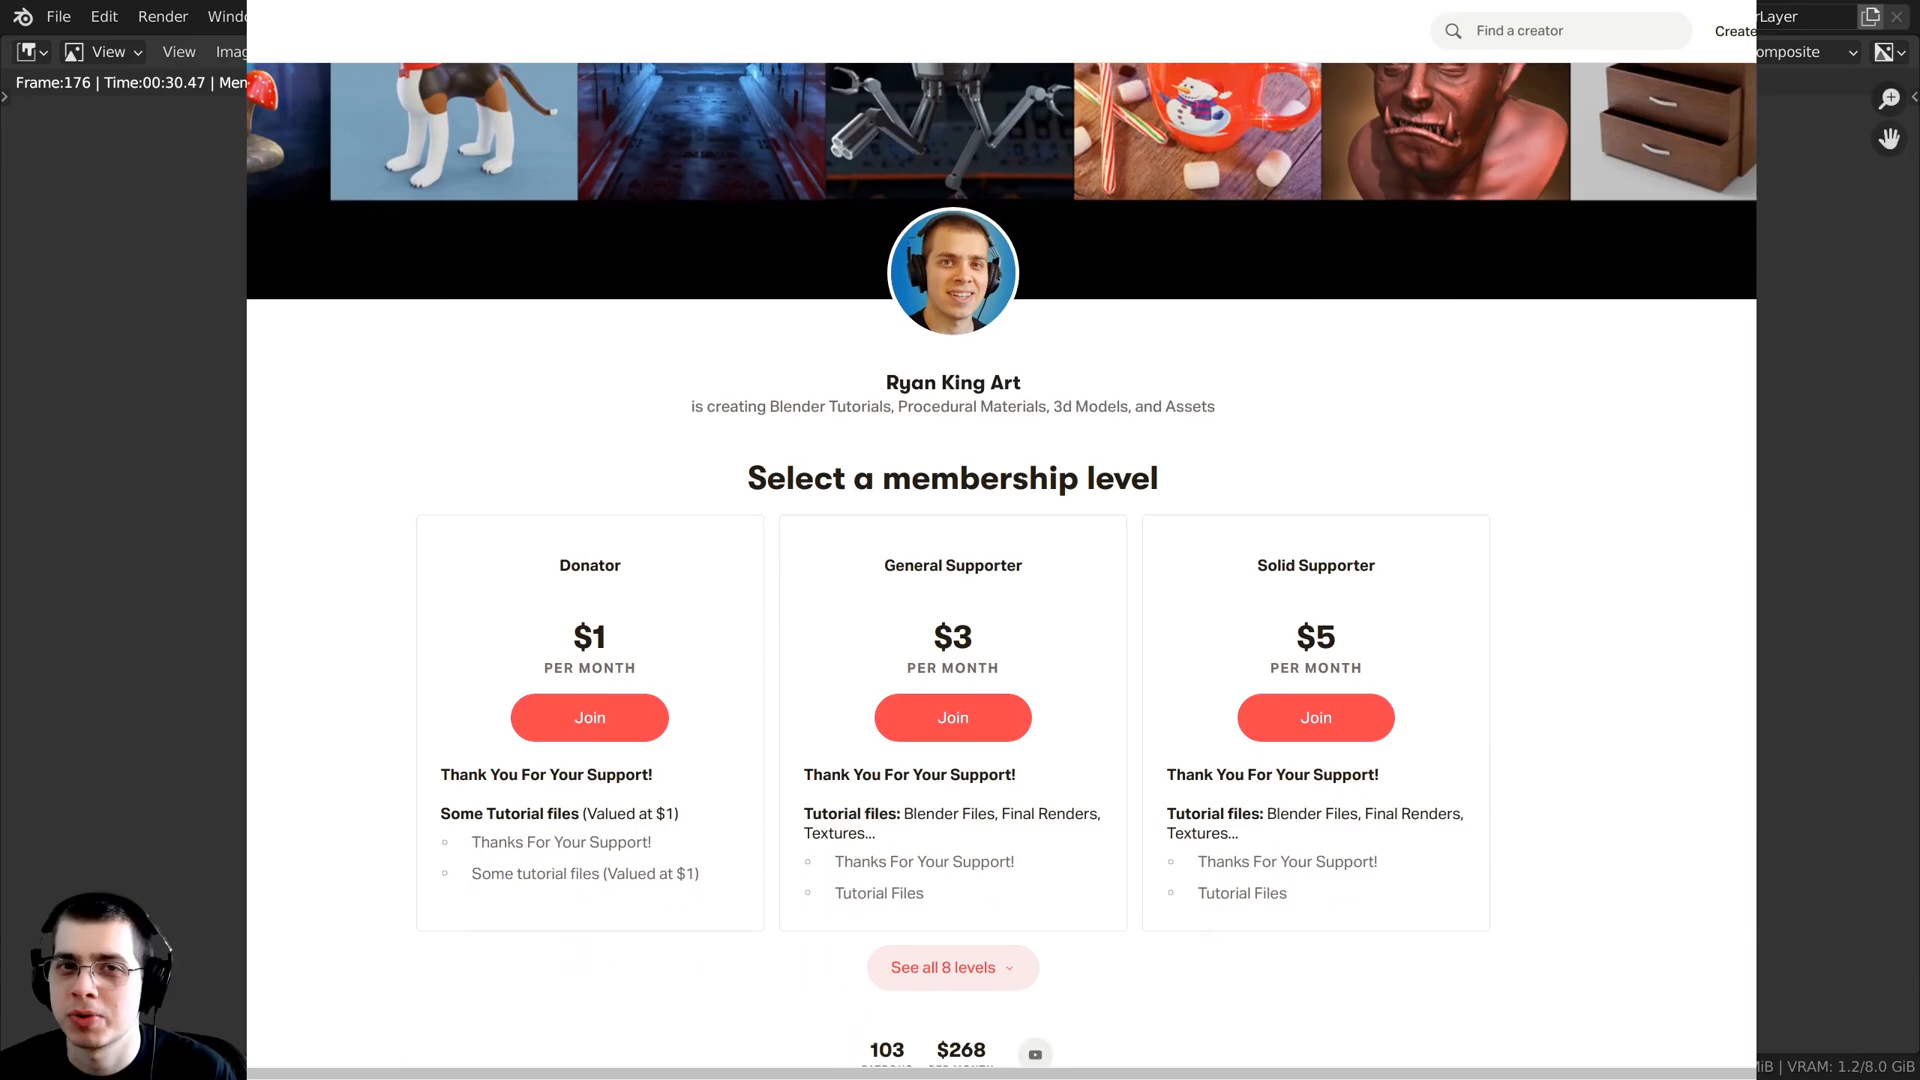 File Edit Render
Layer
View View
Find a creator
Create
omposite
Frame:176 | Time:00:30.47 |
Ryan King Art
is creating Blender Tutorials, Procedural Materials, 3d Models, and Assets
Select a membership level
Donator
$1
PER MONTH
Join
Thank You For Your Support!
Some Tutorial files (Valued at $1)
Thanks For Your Support!
Some tutorial files (Valued at $1)
General Supporter
$3
PER MONTH
Join
Thank You For Your Support!
Tutorial files: Blender Files, Final Renders,
Textures...
Thanks For Your Support!
Tutorial Files
Solid Supporter
$5
PER MONTH
Join
Thank You For Your Support!
Tutorial files: Blender Files, Final Renders,
Textures...
Thanks For Your Support!
Tutorial Files
See all 8 levels
103 $268
MiB | VRAM: 1.2/8.0 GiB